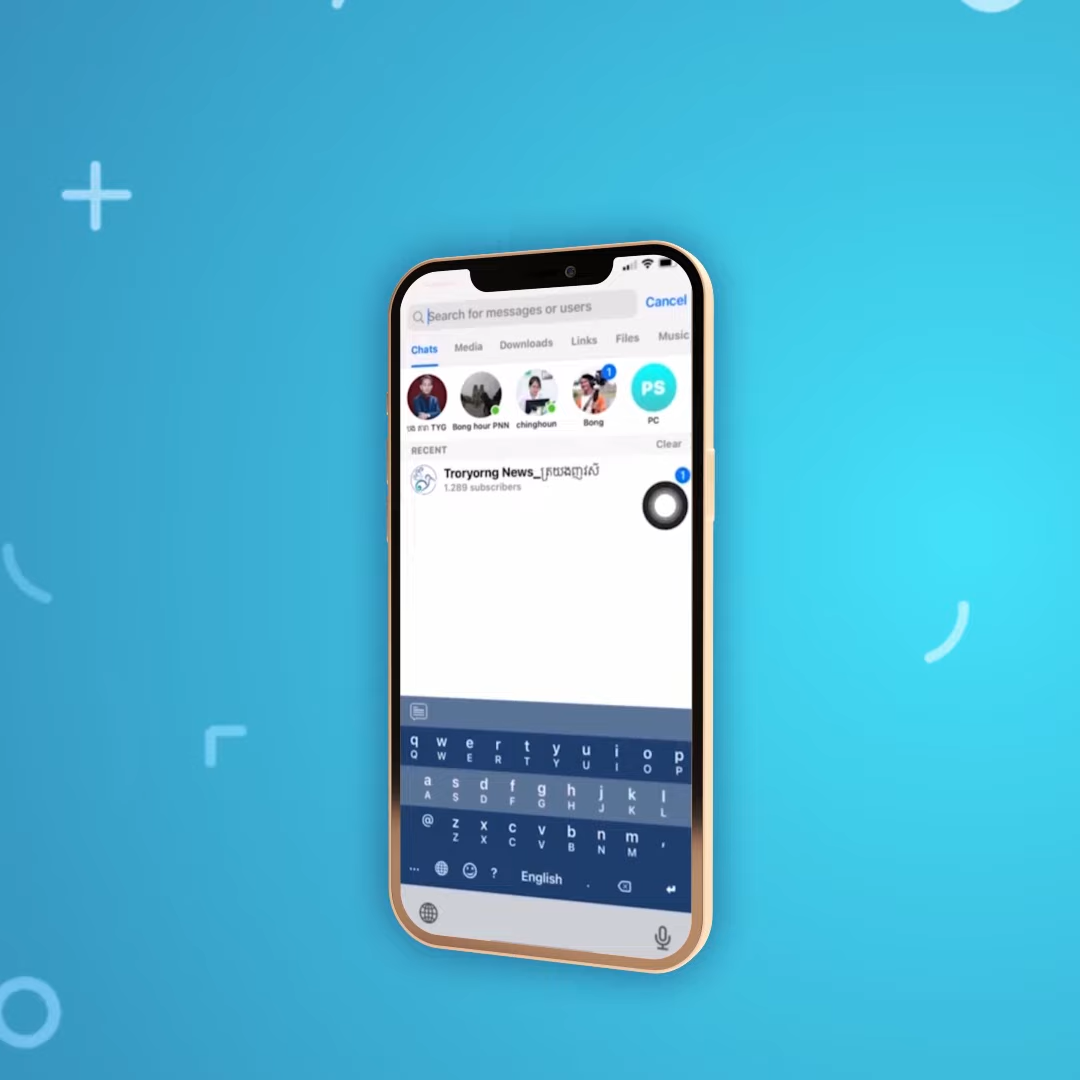 Search for messages or users
Cancel
Chats Media Downloads Links Files Music
TYG
Bong hour PNN
chinghoun
1
Bong
PS
PC
RECENT
Clear
Troryorng News_ត្រយងញូវស៍
1.289 subscribers
1
q w e r t y u i o p
Q W E R T Y U I O P
a s d f g h j k l
A S D F G H J K L
@ z x c v b n m ,
Z X C V B N M
... ? English .